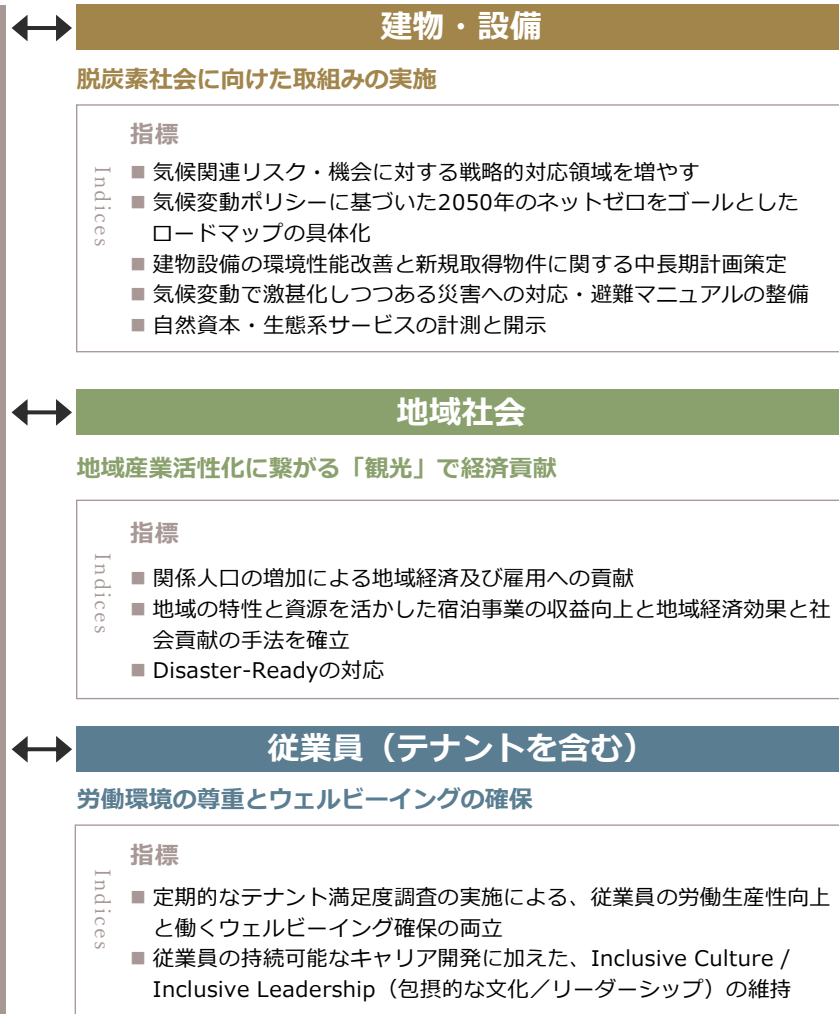 建物・設備
脱炭素社会に向けた取組みの実施
指標
Indices
■ 気候関連リスク・機会に対する戦略的対応領域を増やす
■ 気候変動ポリシーに基づいた2050年のネットゼロをゴールとした
ロードマップの具体化
■ 建物設備の環境性能改善と新規取得物件に関する中長期計画策定
■ 気候変動で激甚化しつつある災害への対応・避難マニュアルの整備
■ 自然資本・生態系サービスの計測と開示
地域社会
地域産業活性化に繋がる「観光」で経済貢献
指標
Indices
■ 関係人口の増加による地域経済及び雇用への貢献
■ 地域の特性と資源を活かした宿泊事業の収益向上と地域経済効果と社
会貢献の手法を確立
■ Disaster-Readyの対応
従業員（テナントを含む）
労働環境の尊重とウェルビーイングの確保
指標
Indices
■ 定期的なテナント満足度調査の実施による、従業員の労働生産性向上
と働くウェルビーイング確保の両立
■ 従業員の持続可能なキャリア開発に加えた、Inclusive Culture /
Inclusive Leadership（包摂的な文化／リーダーシップ）の維持